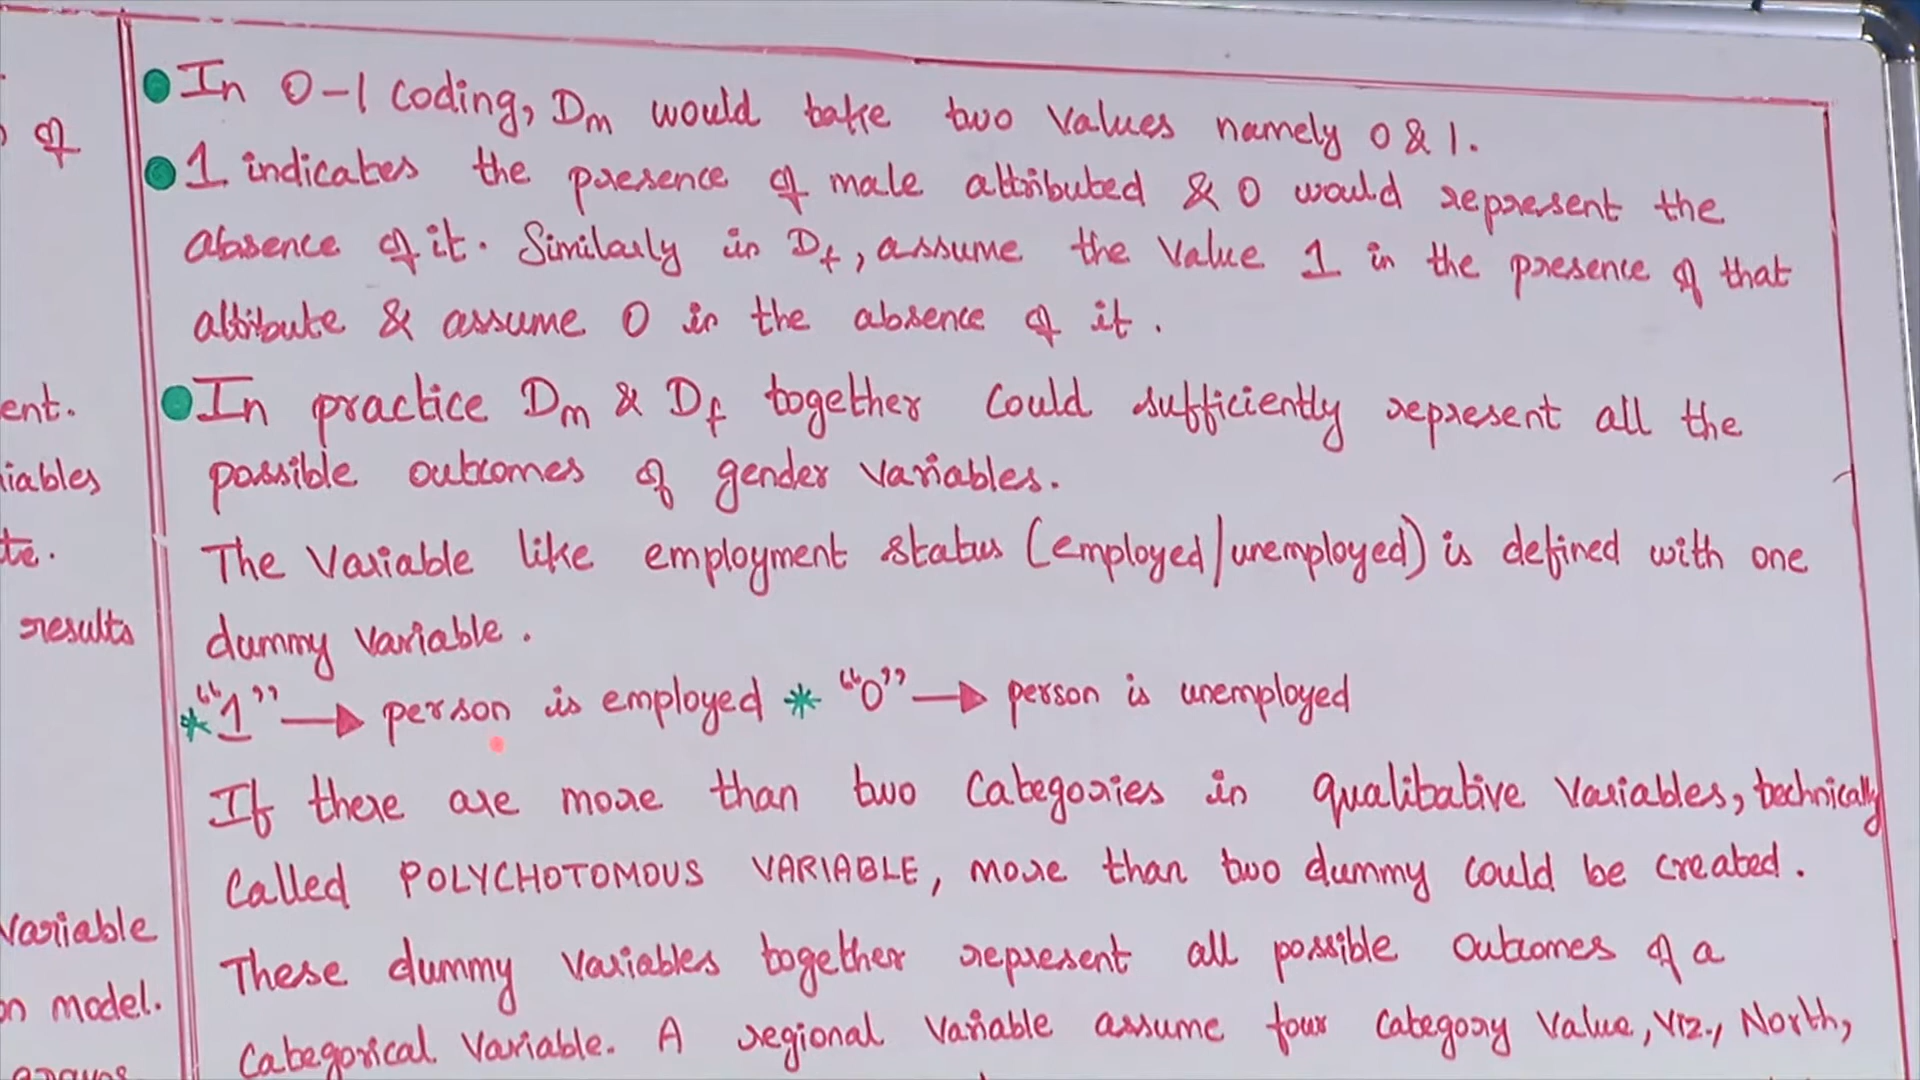 of
ent.
iables
te.
results
Variable
on model.
In 0-1 Coding, Dm would take two Values namely 0 & 1.
1 indicates the presence of male attributed & 0 would represent the
absence of it. Similarly in Df, assume the Value 1 in the presence of that
attribute & assume 0 in the absence of it.
In practice Dm & Df together Could sufficiently represent all the
possible outcomes of gender Variables.
The Variable like employment status (employed/unemployed) is defined with one
dummy Variable.
* "1" → person is employed * "0" → person is unemployed
If there are more than two Categories in qualitative Variables, technically
Called POLYCHOTOMOUS VARIABLE, more than two dummy Could be Created.
These dummy Variables together represent all possible Outcomes of a
Categorical Variable. A regional Variable assume four Category Value, Viz., North,